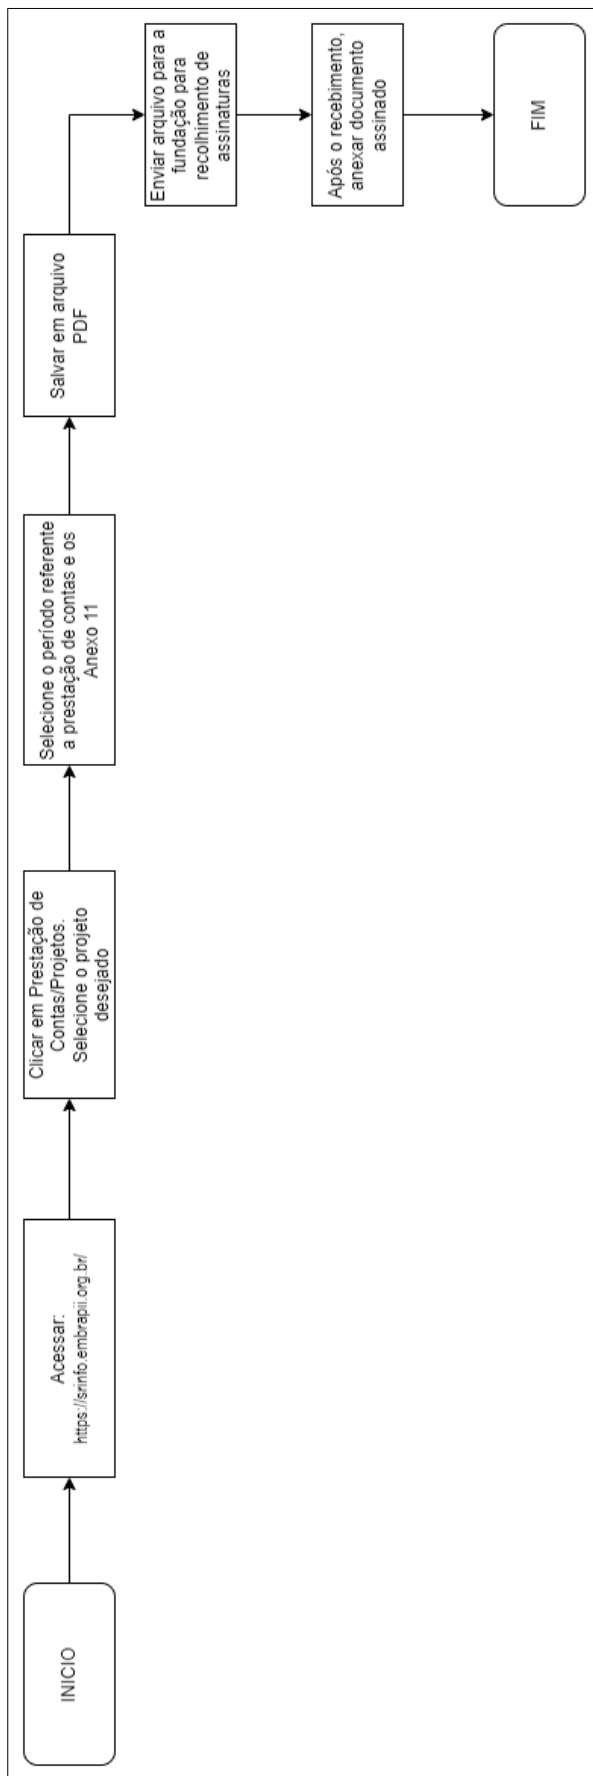 INICIO
Acessar:
https://srinfo.embrapii.org.br/
Clicar em Prestação de
Contas/Projetos.
Selecione o projeto
desejado
Selecione o período referente
a prestação de contas e os
Anexo 11
Salvar em arquivo
PDF
Enviar arquivo para a
fundação para
recolhimento de
assinaturas
Após o recebimento,
anexar documento
assinado
FIM